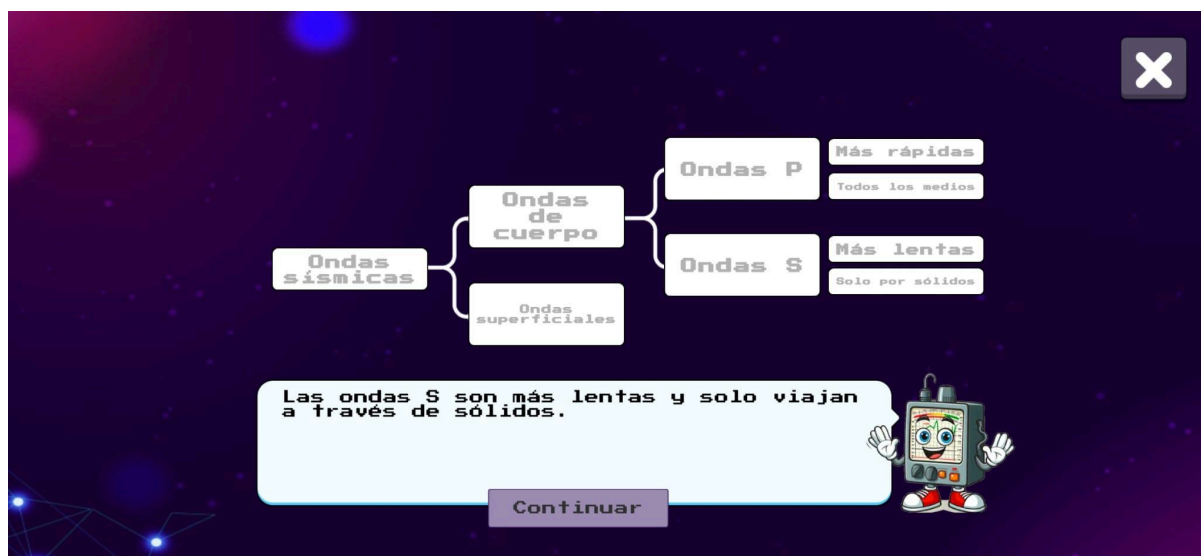 Ondas
sísmicas
Ondas
de
cuerpo
Ondas
superficiales
Ondas P
Más rápidas
Todos los medios
Ondas S
Más lentas
Solo por sólidos
Las ondas S son más lentas y solo viajan
a través de sólidos.
Continuar